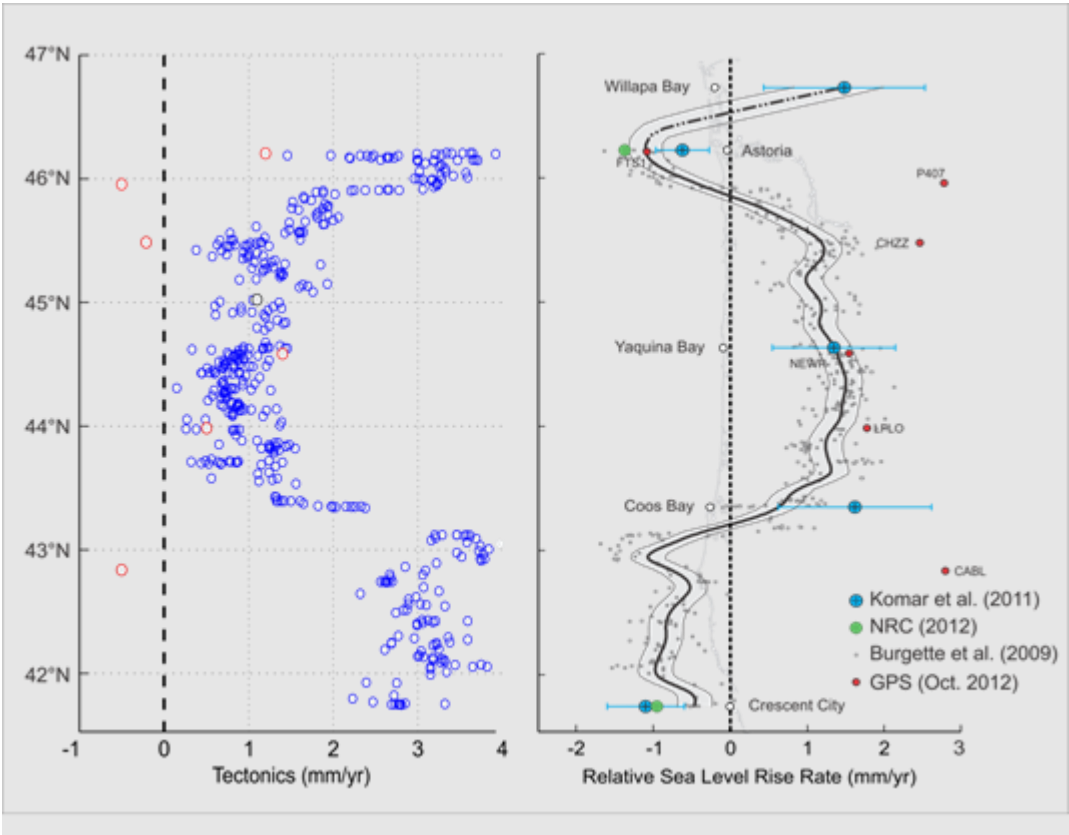 47°N
46°N
45°N
44°N
43°N
42°N
-1 0 1 2 3 4
Tectonics (mm/yr)
Willapa Bay
Astoria
FTS1
P407
CHZZ
Yaquina Bay
NEWP
LPLO
Coos Bay
CABL
Komar et al. (2011)
NRC (2012)
Burgette et al. (2009)
GPS (Oct. 2012)
Crescent City
-2 -1 0 1 2 3
Relative Sea Level Rise Rate (mm/yr)